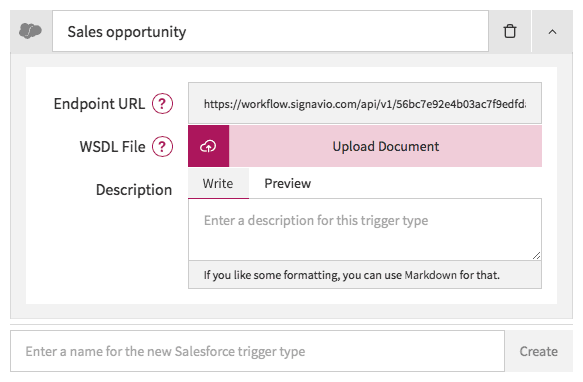 Sales opportunity
Endpoint URL ?
https://workflow.signavio.com/api/v1/56bc7e92e4b03ac7f9edfd
WSDL File ?
Upload Document
Description
Write Preview
Enter a description for this trigger type
If you like some formatting, you can use Markdown for that.
Enter a name for the new Salesforce trigger type
Create